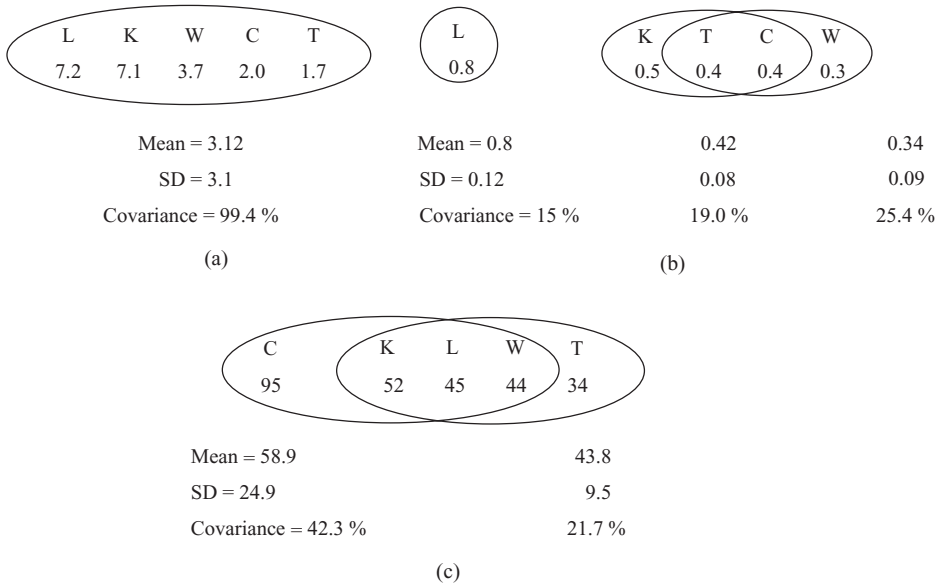 L K W C T
7.2 7.1 3.7 2.0 1.7
Mean = 3.12
SD = 3.1
Covariance = 99.4 %
(a)
L
0.8
K T C W
0.5 0.4 0.4 0.3
Mean = 0.8 0.42 0.34
SD = 0.12 0.08 0.09
Covariance = 15 % 19.0 % 25.4 %
(b)
C K L W T
95 52 45 44 34
Mean = 58.9 43.8
SD = 24.9 9.5
Covariance = 42.3 % 21.7 %
(c)